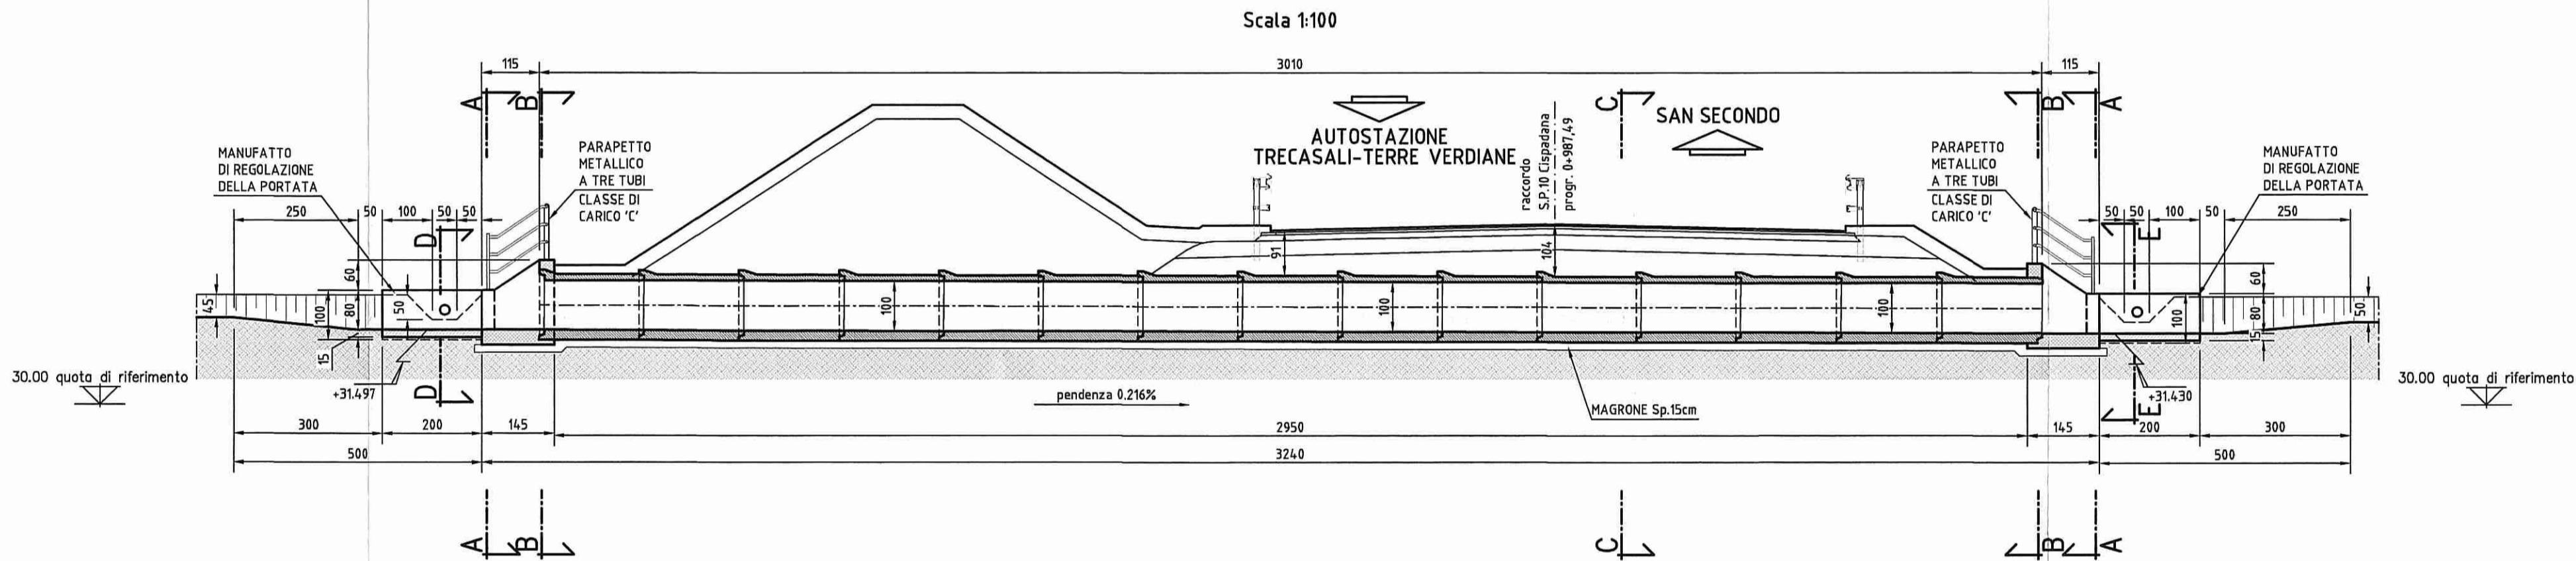 Scala 1:100
115
3010
115
A
B
C
B
A
AUTOSTAZIONE
TRECASALI-TERRE VERDIANE
SAN SECONDO
raccordo
S.P.10 Cispadana
progr. 0+987,49
MANUFATTO
DI REGOLAZIONE
DELLA PORTATA
PARAPETTO
METALLICO
A TRE TUBI
CLASSE DI
CARICO 'C'
PARAPETTO
METALLICO
A TRE TUBI
CLASSE DI
CARICO 'C'
MANUFATTO
DI REGOLAZIONE
DELLA PORTATA
250
50
100
50
50
50
50
100
50
250
D
E
60
45
100
80
50
15
91
104
100
100
100
60
100
80
15
50
30.00 quota di riferimento
+31.497
D
pendenza 0.216%
MAGRONE Sp.15cm
+31.430
E
30.00 quota di riferimento
300
200
145
2950
145
200
300
500
3240
500
A
B
C
B
A